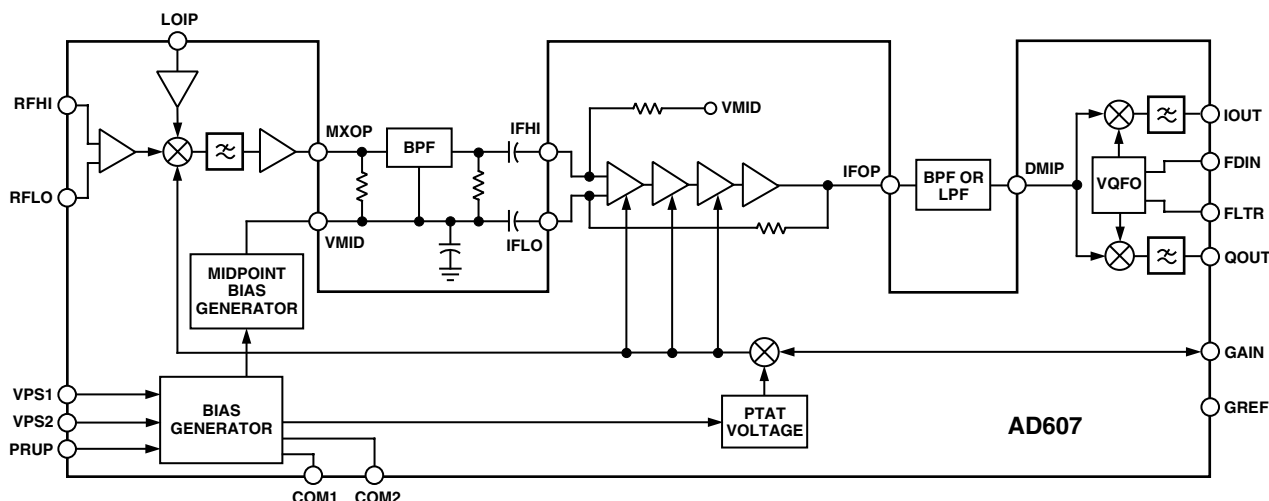 LOIP
RFHI
RFLO
MXOP
BPF
IFHI
VMID
IFLO
VMID
MIDPOINT
BIAS
GENERATOR
VMID
IFOP
BPF OR
LPF
DMIP
VQFO
IOUT
FDIN
FLTR
QOUT
GAIN
GREF
VPS1
VPS2
PRUP
BIAS
GENERATOR
PTAT
VOLTAGE
AD607
COM1
COM2